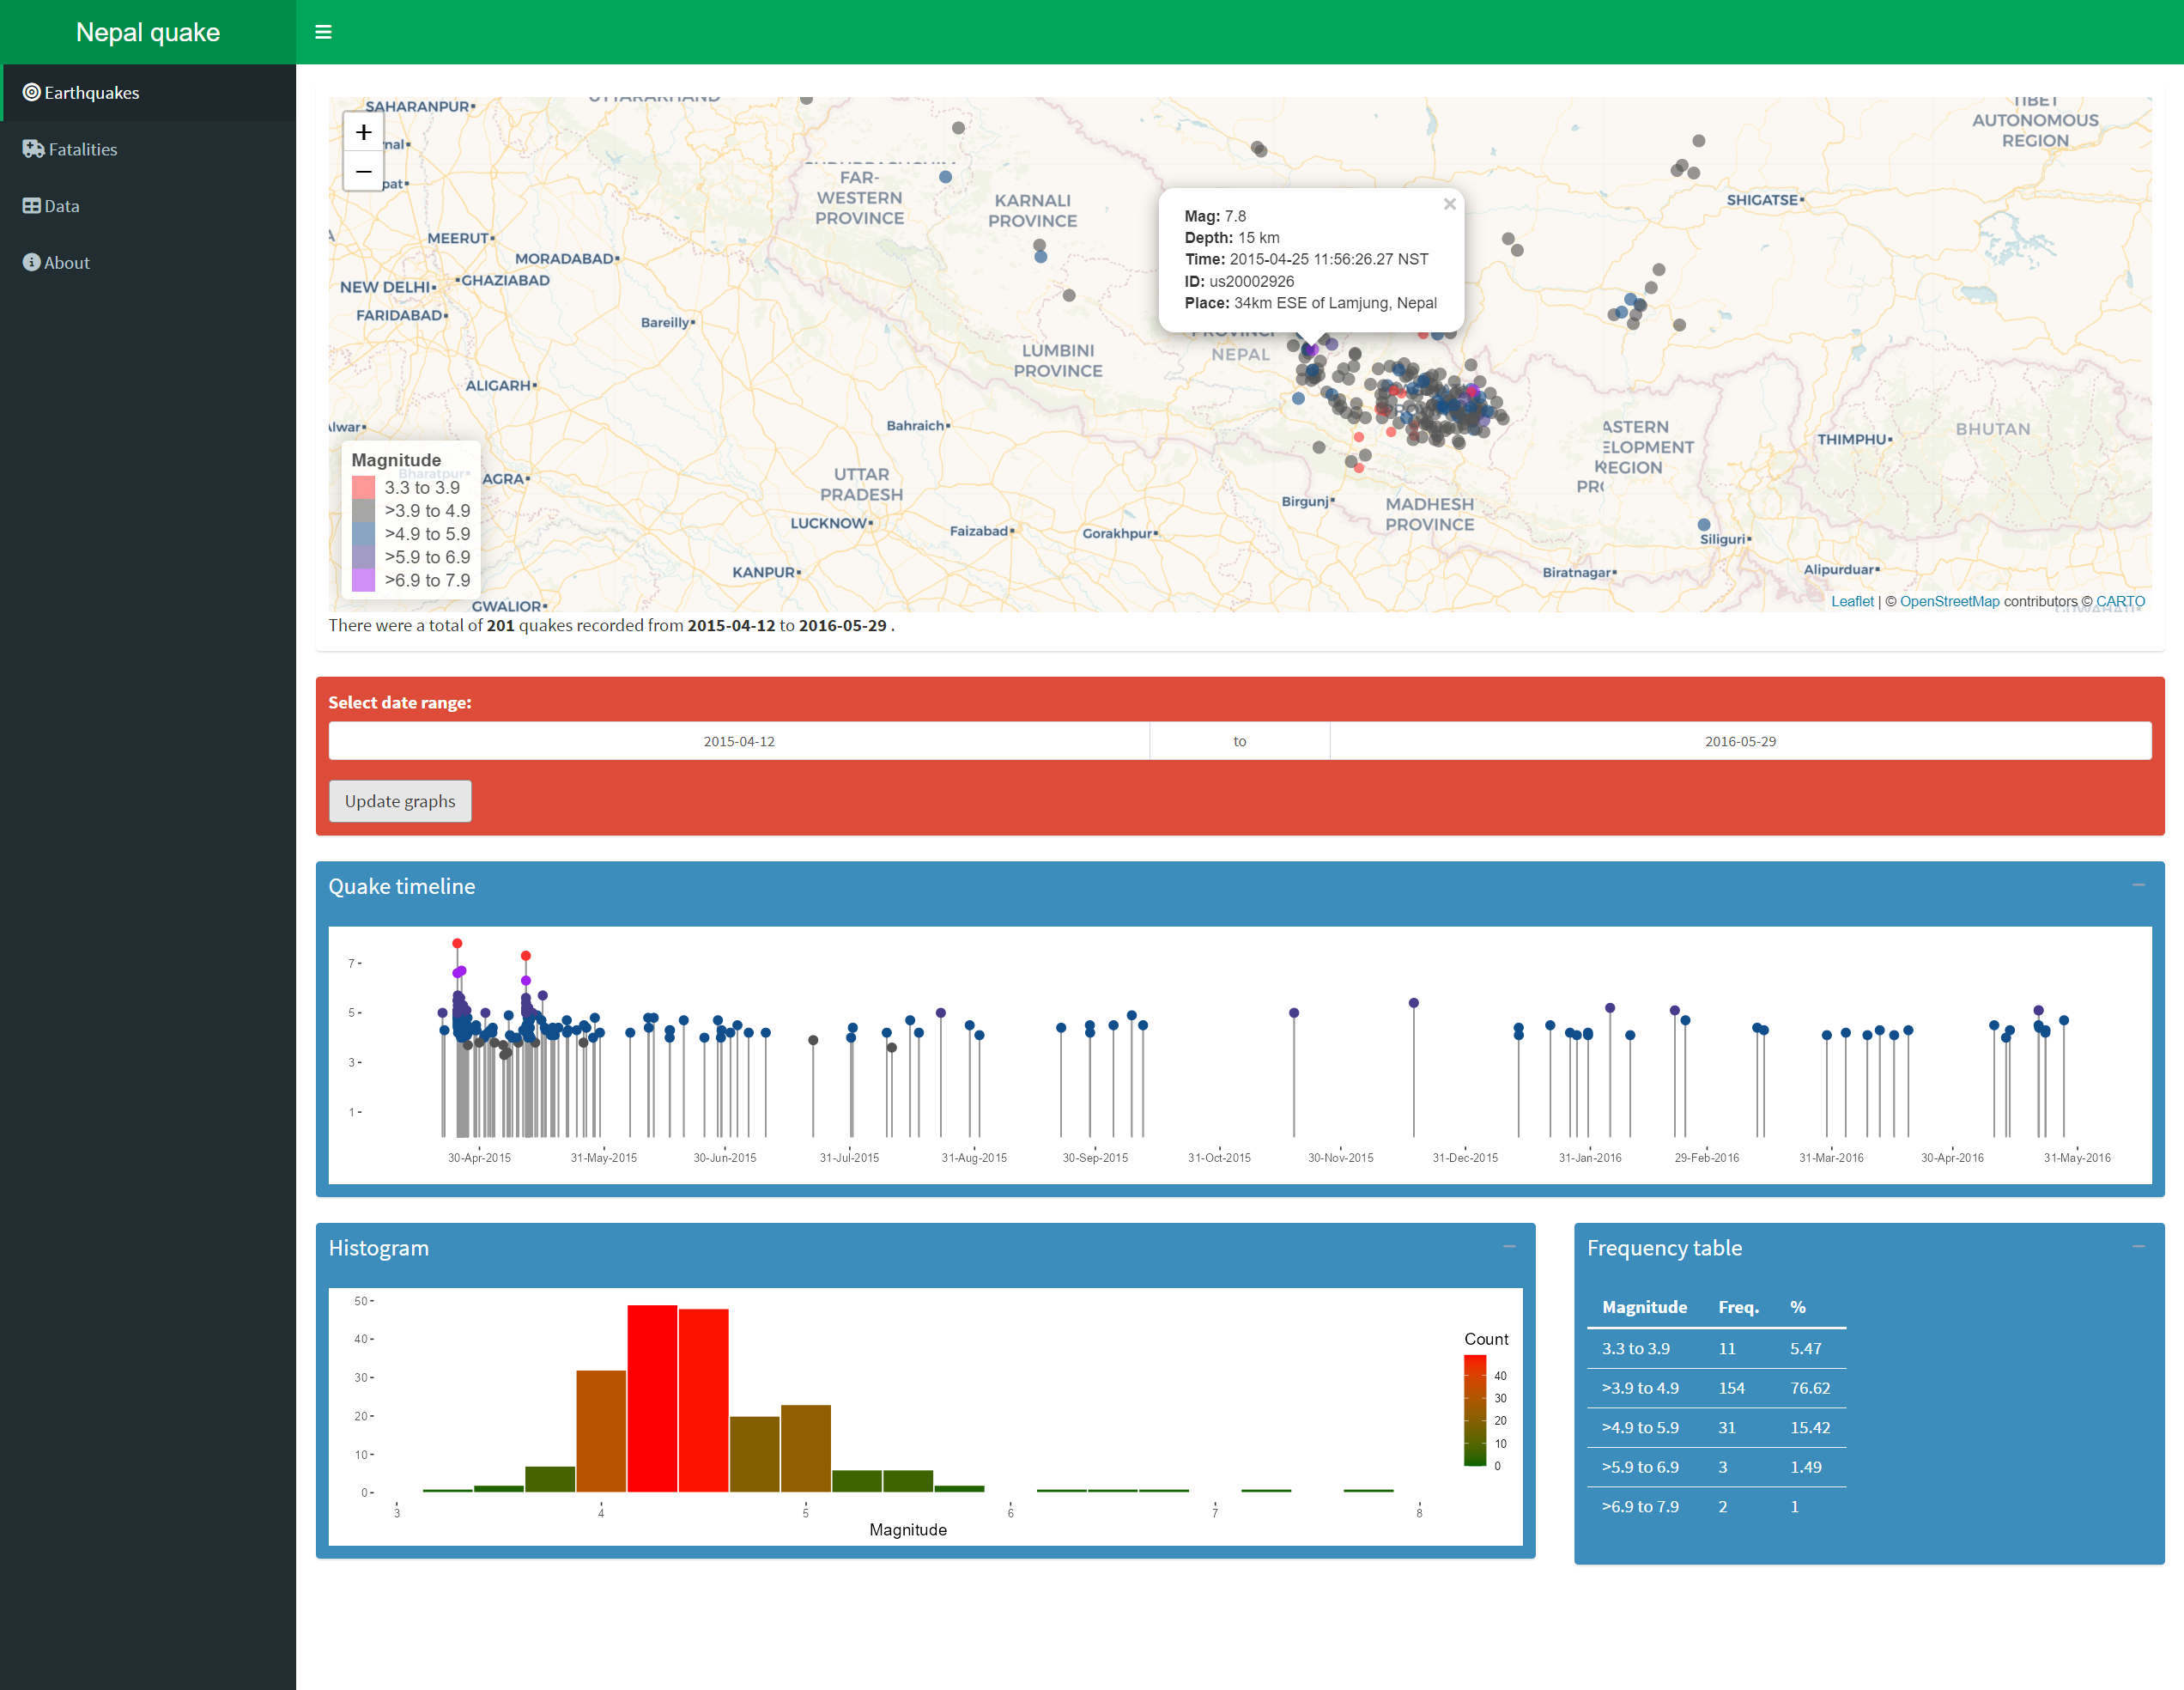 Nepal quake
Earthquakes
Fatalities
Data
About
UTTARAKHAND
SAHARANPUR
TIBET
AUTONOMOUS
REGION
FAR-
WESTERN
PROVINCE
KARNALI
PROVINCE
SHIGATSE
MEERUT
MORADABAD
GHAZIABAD
NEW DELHI
FARIDABAD
Bareilly
Mag: 7.8
Depth: 15 km
Time: 2015-04-25 11:56:26.27 NST
ID: us20002926
Place: 34km ESE of Lamjung, Nepal
NEPAL
LUMBINI
PROVINCE
ALIGARH
Bahraich
THIMPHU
BHUTAN
Magnitude
3.3 to 3.9
>3.9 to 4.9
>4.9 to 5.9
>5.9 to 6.9
>6.9 to 7.9
Bharatpur
AGRA
UTTAR
PRADESH
REGION
Birgunj
MADHESH
PROVINCE
LUCKNOW
Faizabad
Gorakhpur
Siliguri
KANPUR
Biratnagar
Alipurduar
GWALIOR
Leaflet | © OpenStreetMap contributors © CARTO
There were a total of 201 quakes recorded from 2015-04-12 to 2016-05-29 .
Select date range:
2015-04-12 to 2016-05-29
Update graphs
Quake timeline
7
5
3
1
30-Apr-2015 31-May-2015 30-Jun-2015 31-Jul-2015 31-Aug-2015 30-Sep-2015 31-Oct-2015 30-Nov-2015 31-Dec-2015 31-Jan-2016 29-Feb-2016 31-Mar-2016 30-Apr-2016 31-May-2016
Histogram
50
40
30
20
10
0
3 4 5 6 7 8
Magnitude
Count
40
30
20
10
0
Frequency table
Magnitude Freq. %
3.3 to 3.9 11 5.47
>3.9 to 4.9 154 76.62
>4.9 to 5.9 31 15.42
>5.9 to 6.9 3 1.49
>6.9 to 7.9 2 1